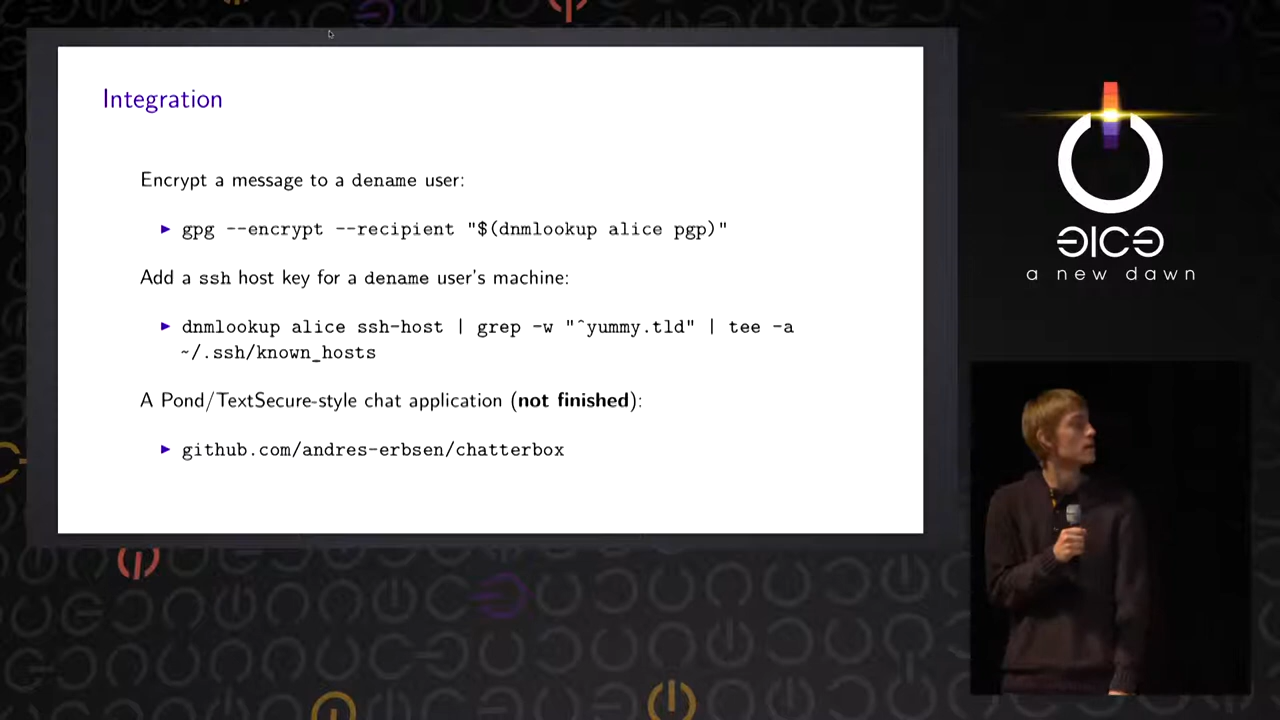 Integration
Encrypt a message to a dename user:
▶ gpg --encrypt --recipient "$(dnmlookup alice pgp)"
Add a ssh host key for a dename user's machine:
▶ dnmlookup alice ssh-host | grep -w "^yummy.tld" | tee -a
~/.ssh/known_hosts
A Pond/TextSecure-style chat application (not finished):
▶ github.com/andres-erbsen/chatterbox
a new dawn